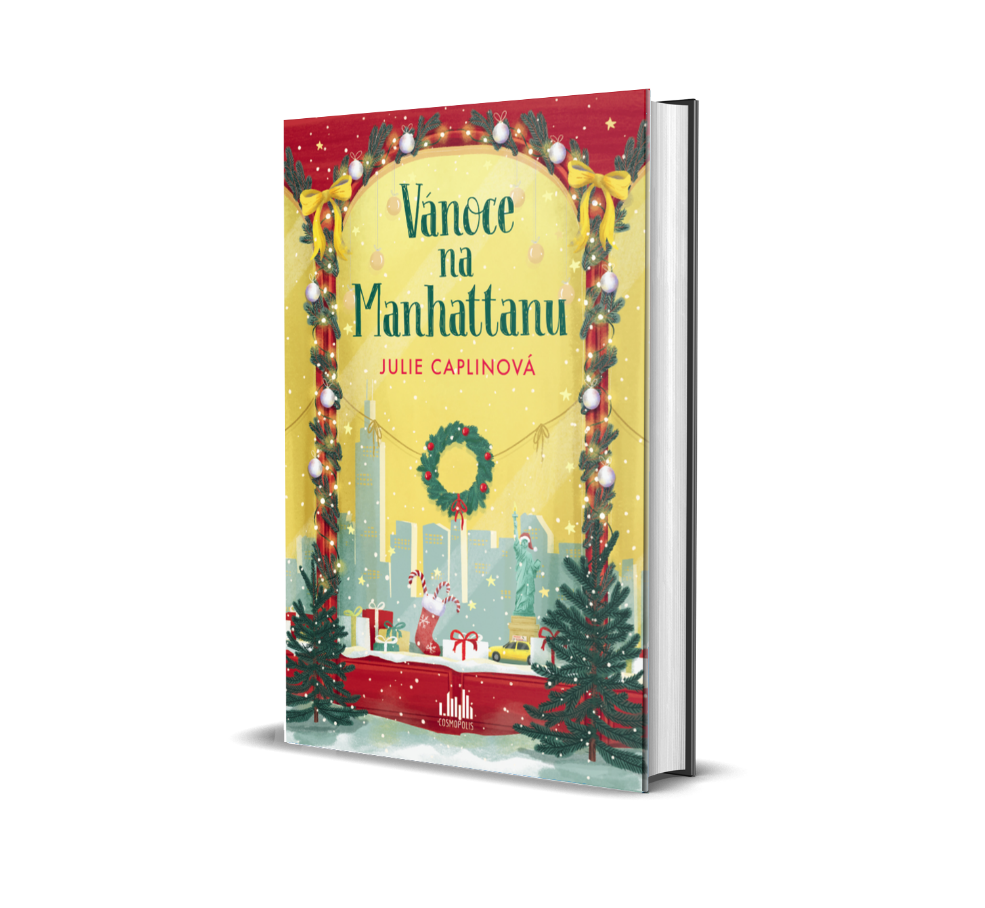 Vánoce
na
Manhattanu
JULIE CAPLINOVÁ
COSMOPOLIS